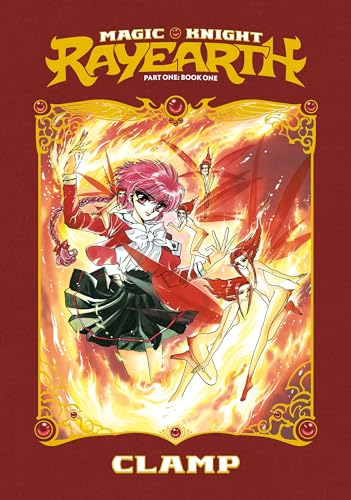 MAGIC KNIGHT
RAYEARTH
PART ONE: BOOK ONE
CLAMP